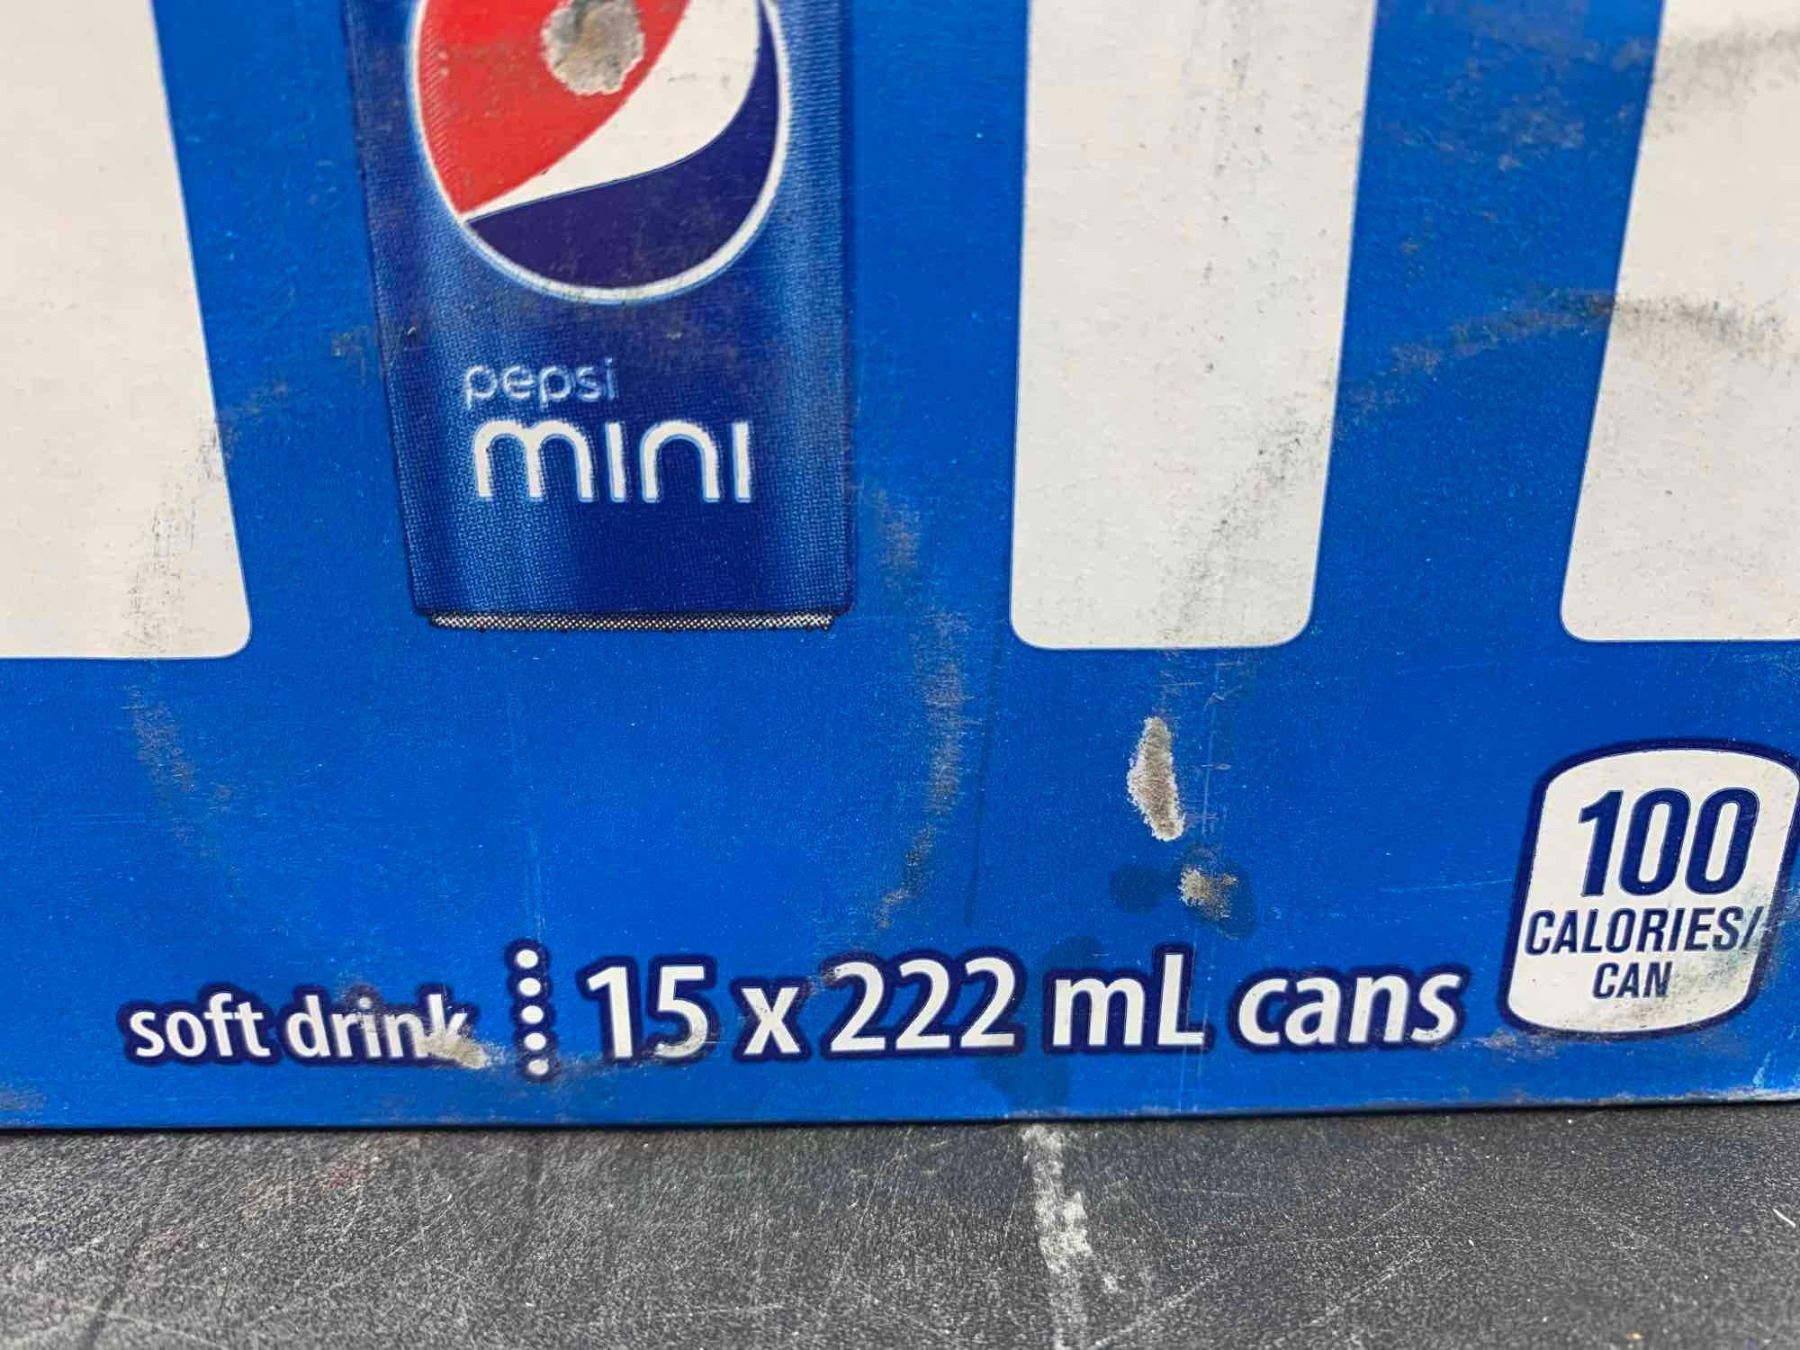 pepsi
mini
soft drink 15 x 222 mL cans
100
CALORIES/
CAN